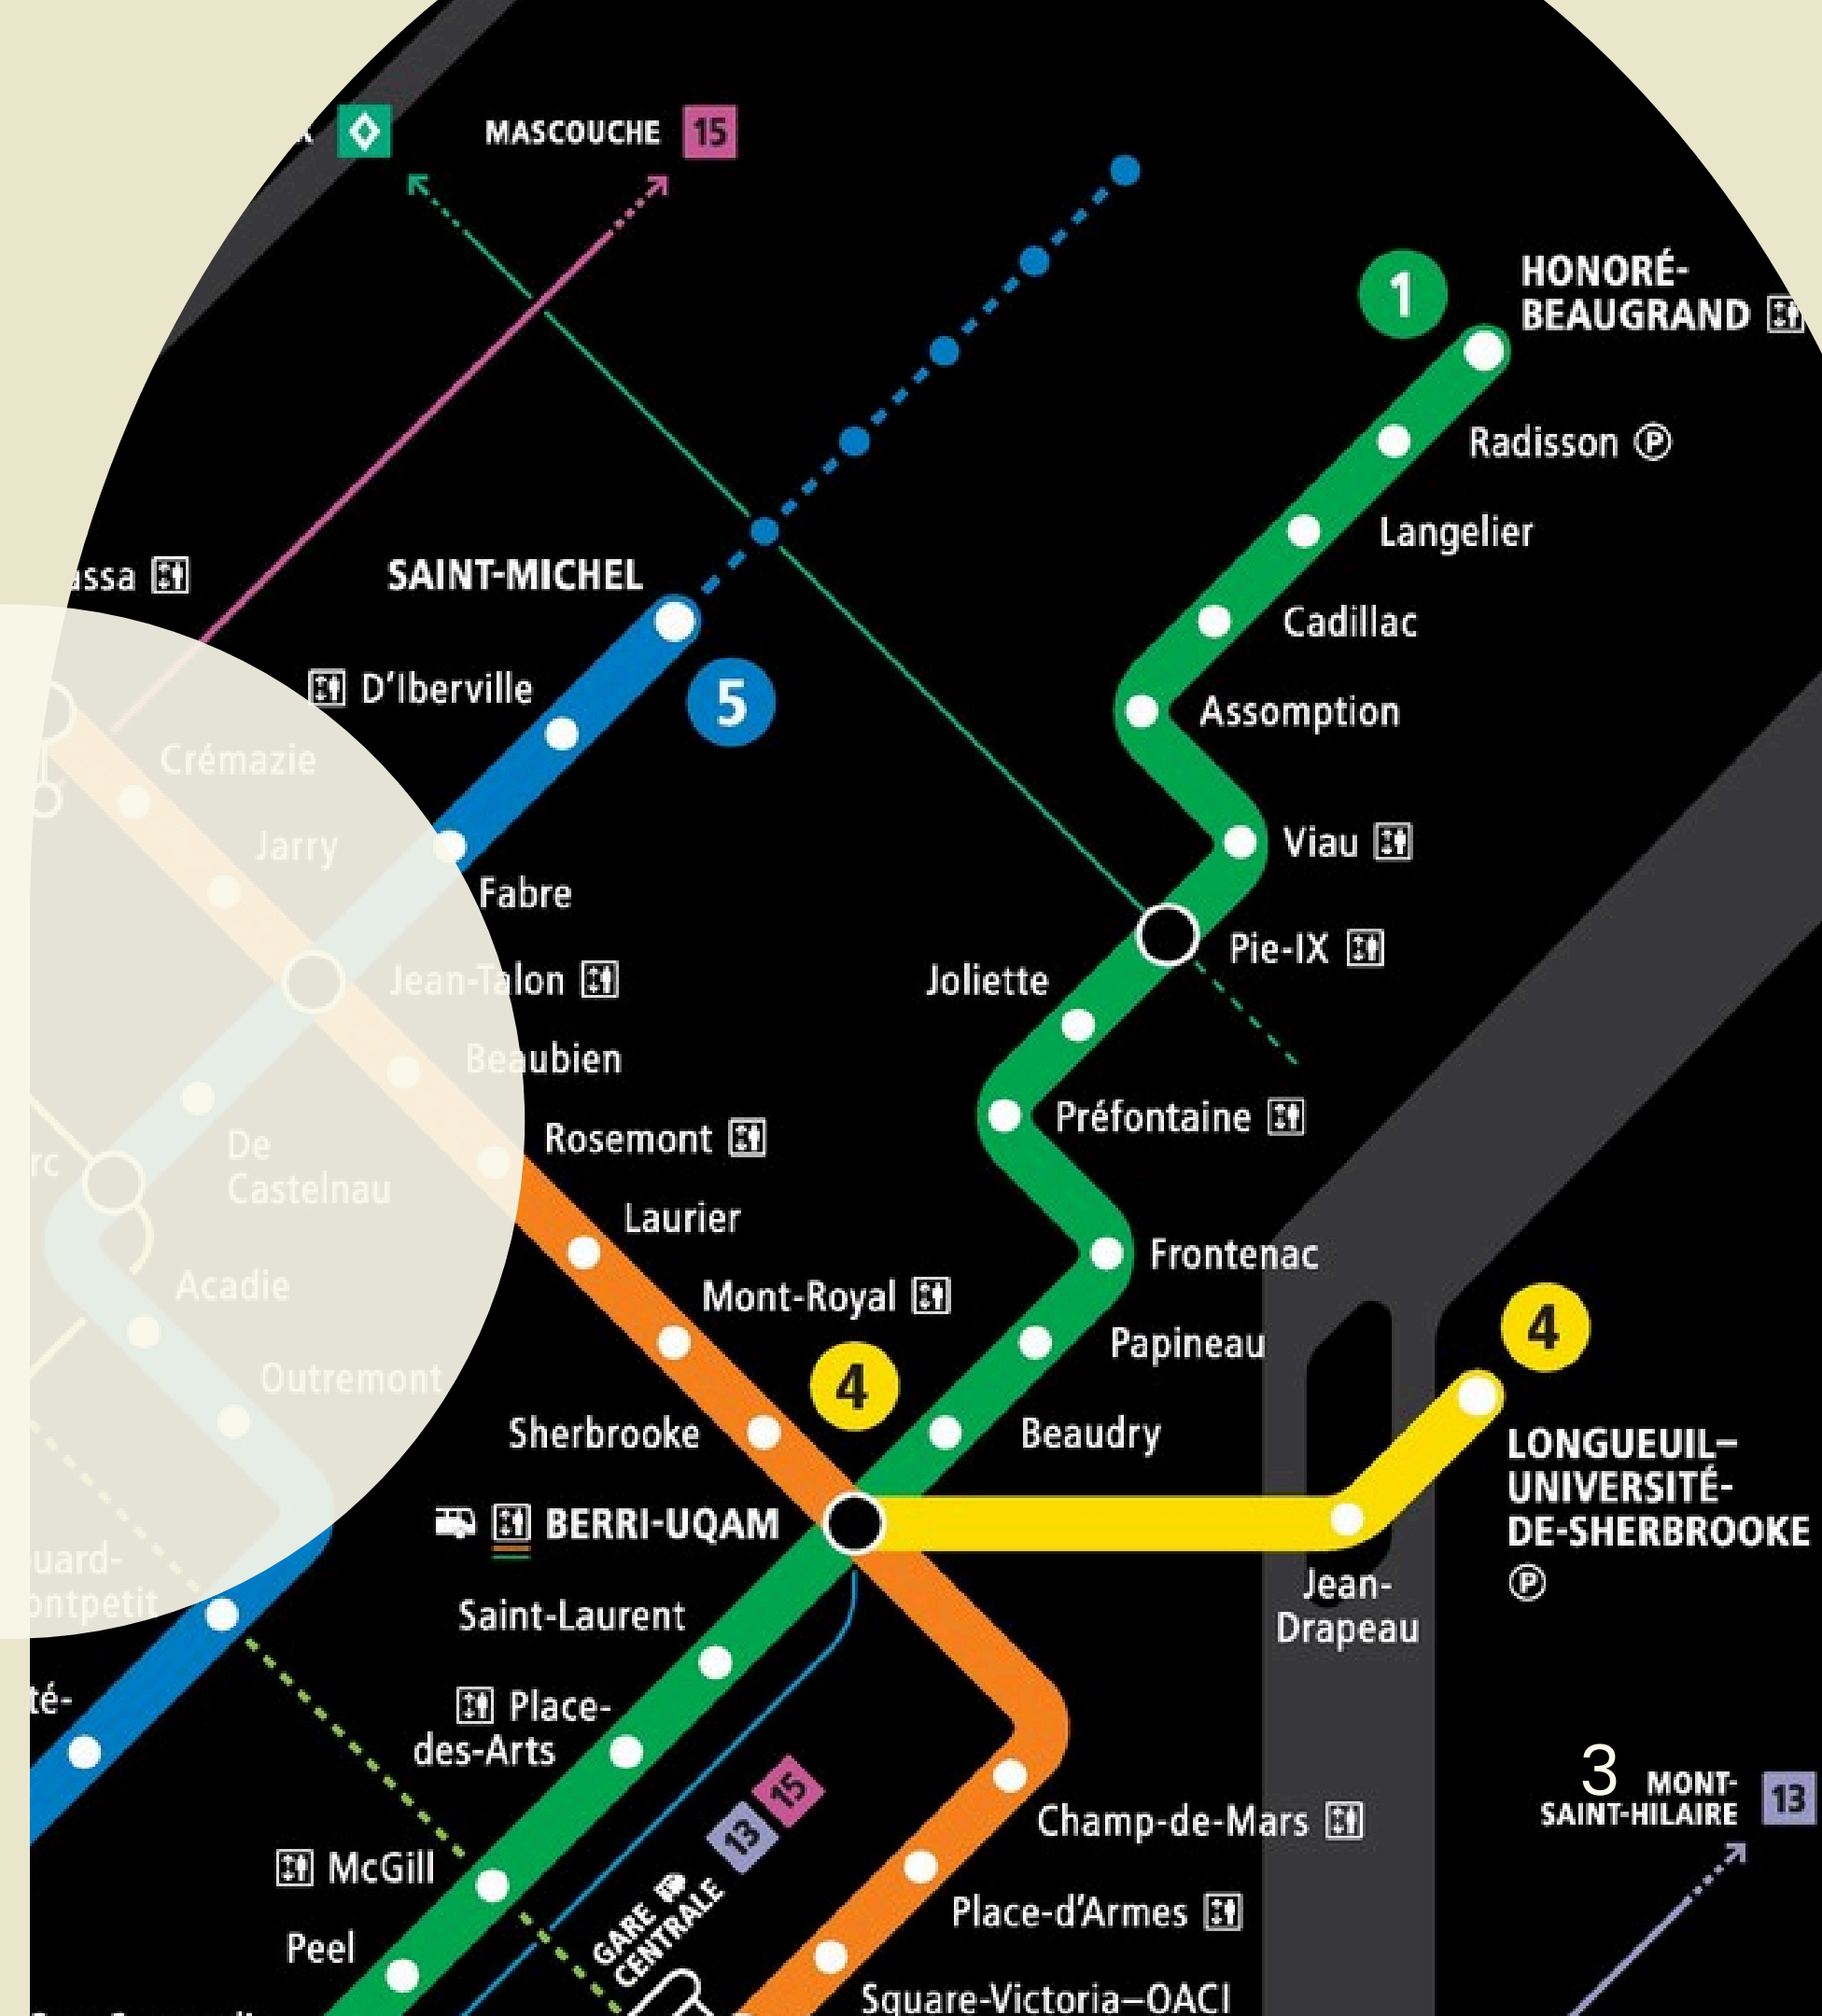 MASCOUCHE 15
1
HONORÉ-
BEAUGRAND
Radisson P
Langelier
SAINT-MICHEL
Cadillac
5
D'Iberville
Assomption
Crémazie
Jarry
Viau
Fabre
Pie-IX
Jean-Talon
Joliette
Beaubien
Préfontaine
Rosemont
De
Castelnau
Laurier
Frontenac
Acadie
Mont-Royal
4
Papineau
4
Outremont
Sherbrooke
Beaudry
LONGUEUIL–
UNIVERSITÉ-
DE-SHERBROOKE
P
BERRI-UQAM
Jean-
Drapeau
Saint-Laurent
Place-
des-Arts
3
MONT-
SAINT-HILAIRE 13
13 15
Champ-de-Mars
McGill
GARE
CENTRALE
Place-d'Armes
Peel
Square-Victoria–OACI